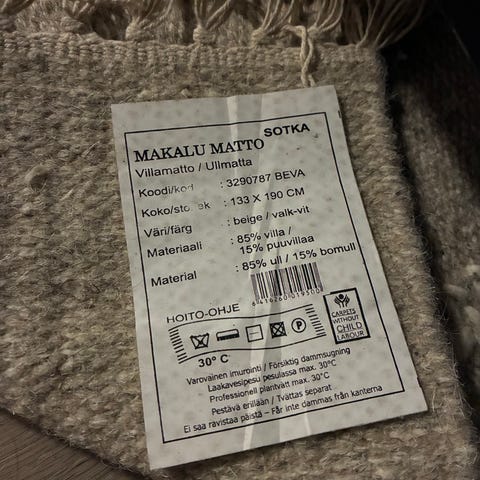 SOTKA
MAKALU MATTO
Villamatto / Ullmatta
Koodi/kod : 3290787 BEVA
Koko/storlek : 133 X 190 CM
Väri/färg : beige / valk-vit
Materiaali : 85% villa /
15% puuvillaa
Material : 85% ull / 15% bomull
HOITO-OHJE
30° C
P
CARPETS
WITHOUT
CHILD
LABOUR
Varovainen imurointi / Försiktig dammsugning
Laakavesipesu pesulassa max. 30°C
Professionell plantvätt max. 30°C
Pestävä erillään / Tvättas separat
Ei saa ravistaa päistä – Får inte dammas från kanterna